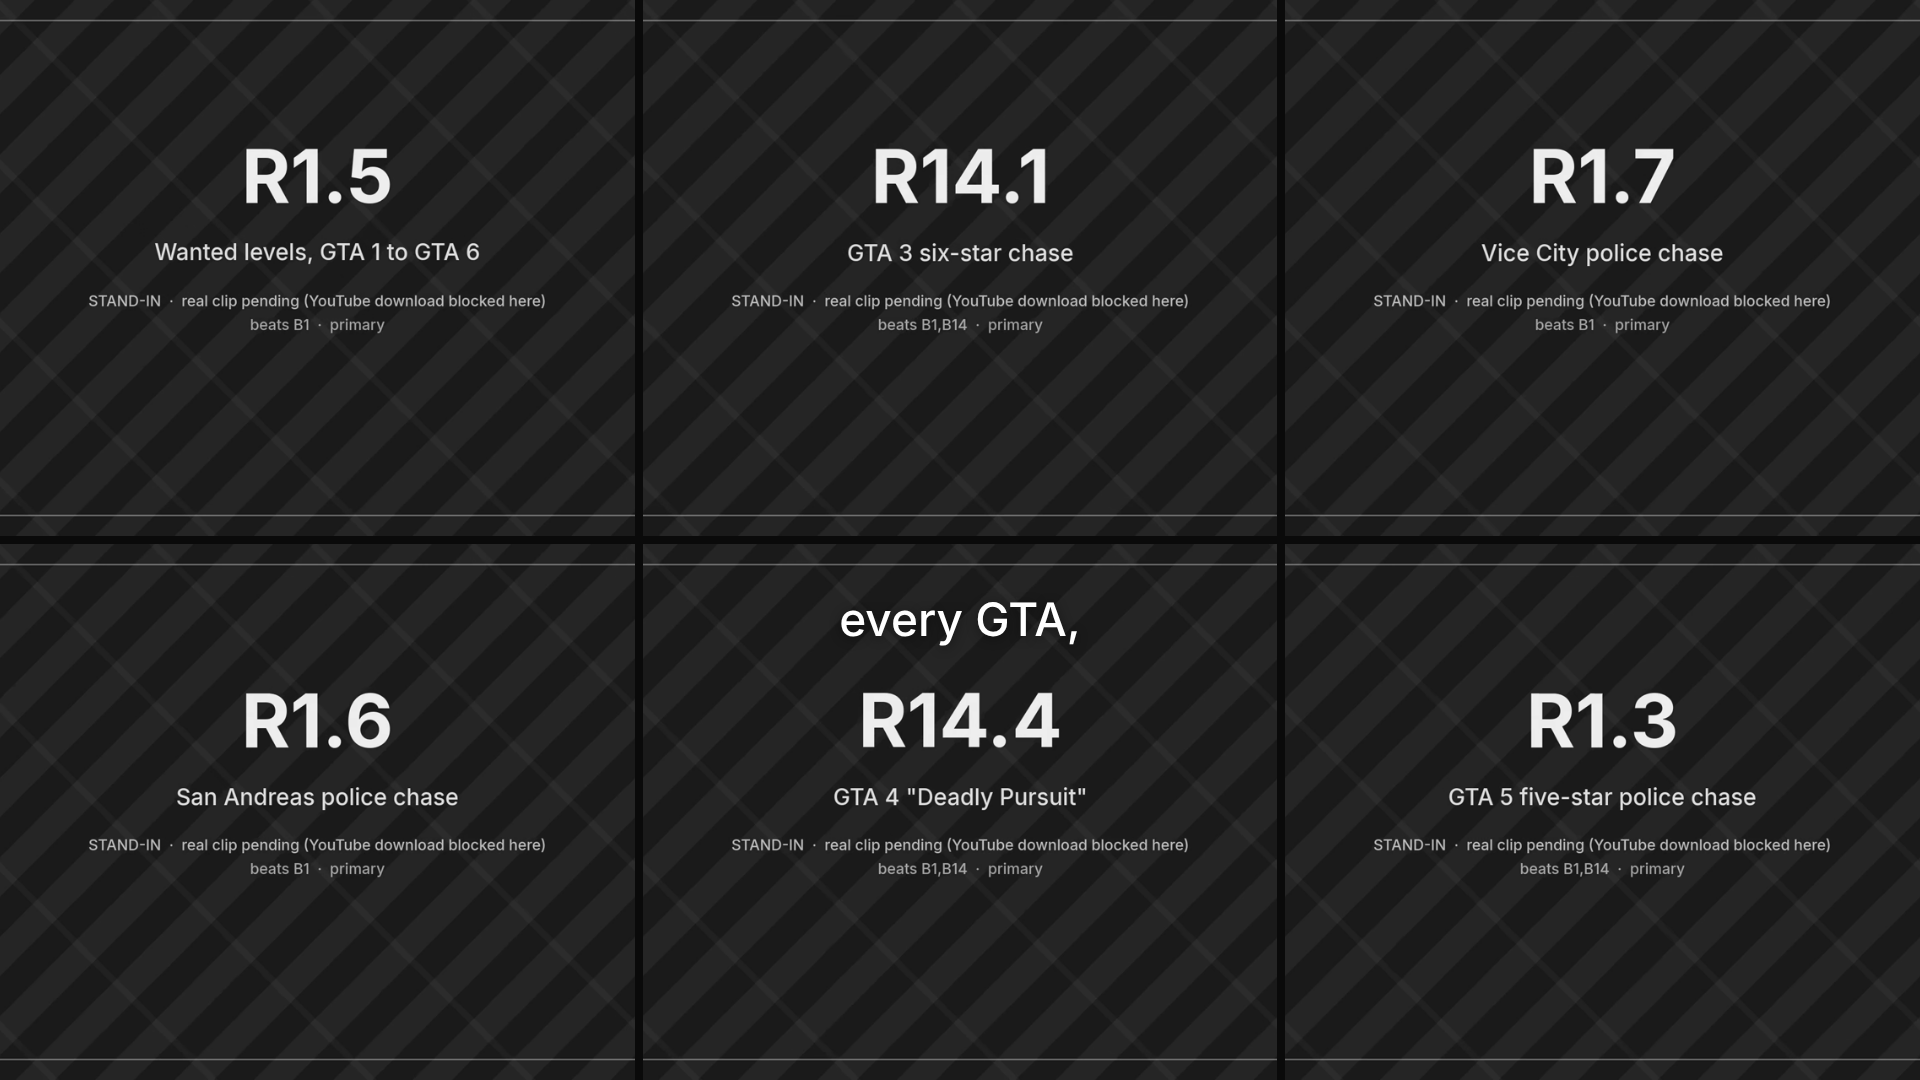 R1.5
Wanted levels, GTA 1 to GTA 6
STAND-IN · real clip pending (YouTube download blocked here)
beats B1 · primary
R14.1
GTA 3 six-star chase
STAND-IN · real clip pending (YouTube download blocked here)
beats B1,B14 · primary
R1.7
Vice City police chase
STAND-IN · real clip pending (YouTube download blocked here)
beats B1 · primary
R1.6
San Andreas police chase
STAND-IN · real clip pending (YouTube download blocked here)
beats B1 · primary
every GTA,
R14.4
GTA 4 "Deadly Pursuit"
STAND-IN · real clip pending (YouTube download blocked here)
beats B1,B14 · primary
R1.3
GTA 5 five-star police chase
STAND-IN · real clip pending (YouTube download blocked here)
beats B1,B14 · primary